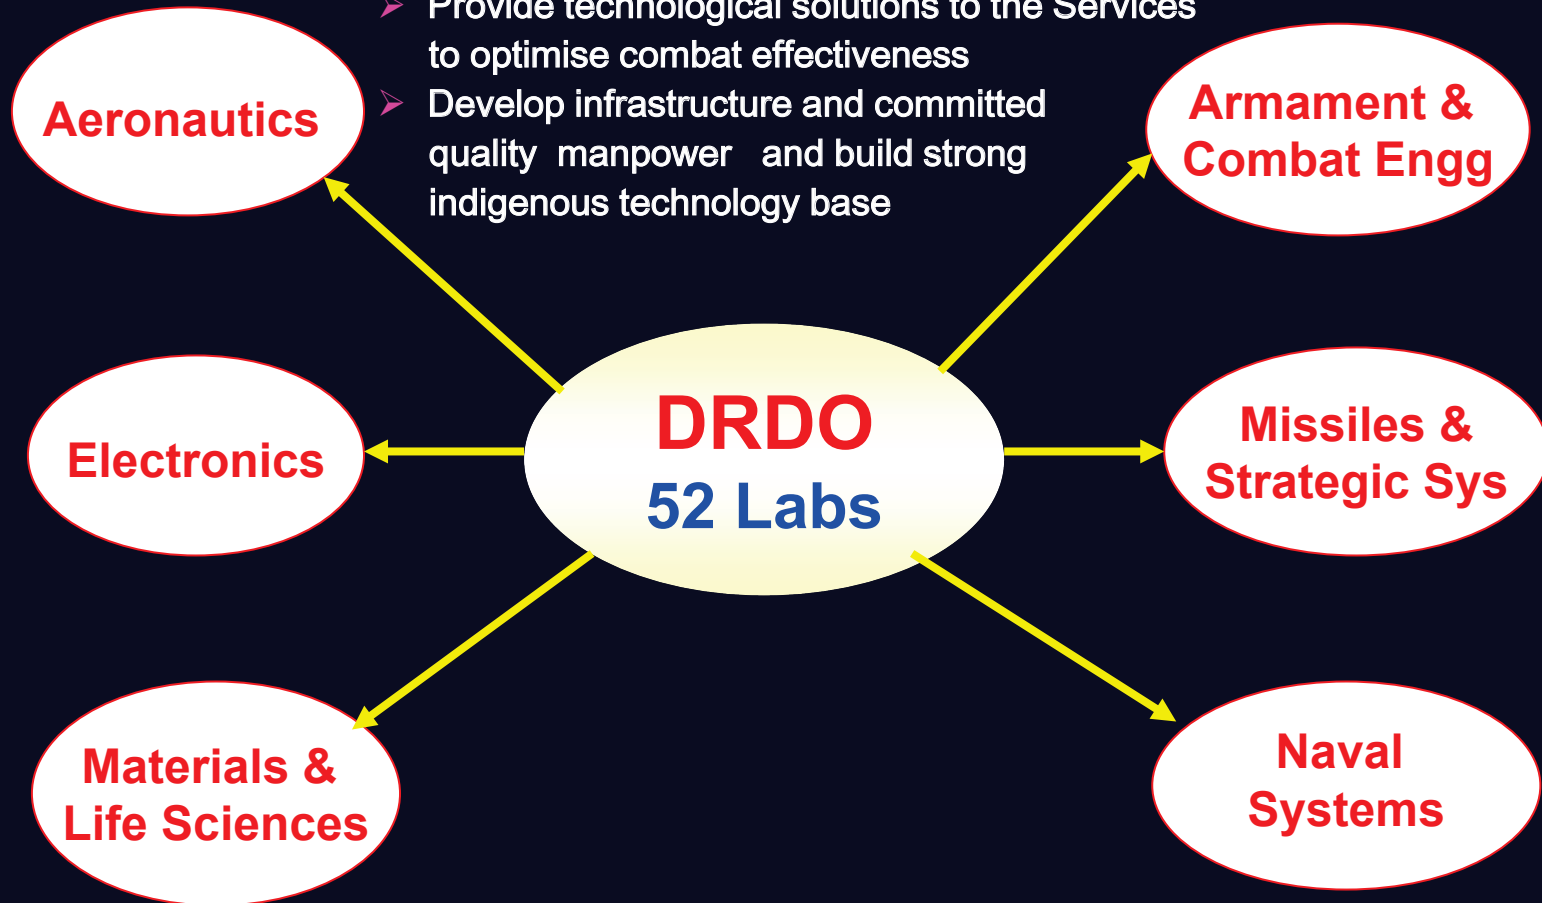 Provide technological solutions to the Services
to optimise combat effectiveness
Develop infrastructure and committed
quality manpower and build strong
indigenous technology base
Aeronautics
Armament &
Combat Engg
Electronics
DRDO
52 Labs
Missiles &
Strategic Sys
Materials &
Life Sciences
Naval
Systems